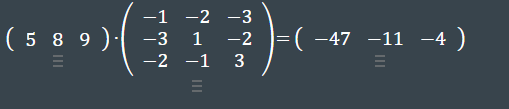 ( 5 8 9 ) · ( −1 −2 −3
−3 1 −2
−2 −1 3 ) = ( −47 −11 −4 )